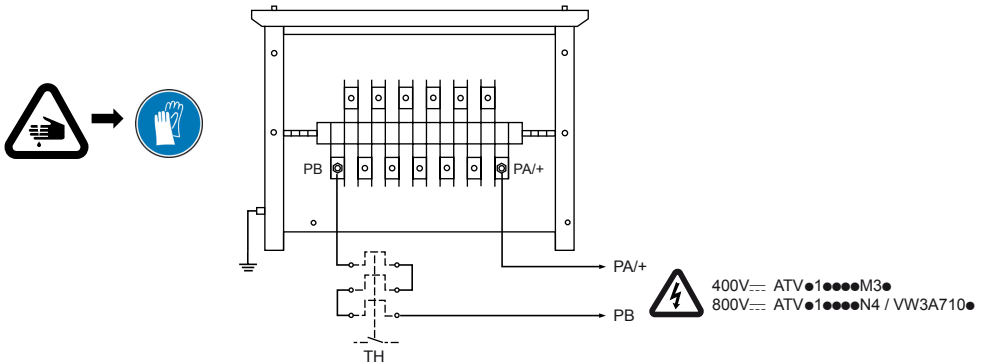 PB
PA/+
PA/+
400V⎓ ATV●1●●●●M3●
800V⎓ ATV●1●●●●N4 / VW3A710●
PB
TH